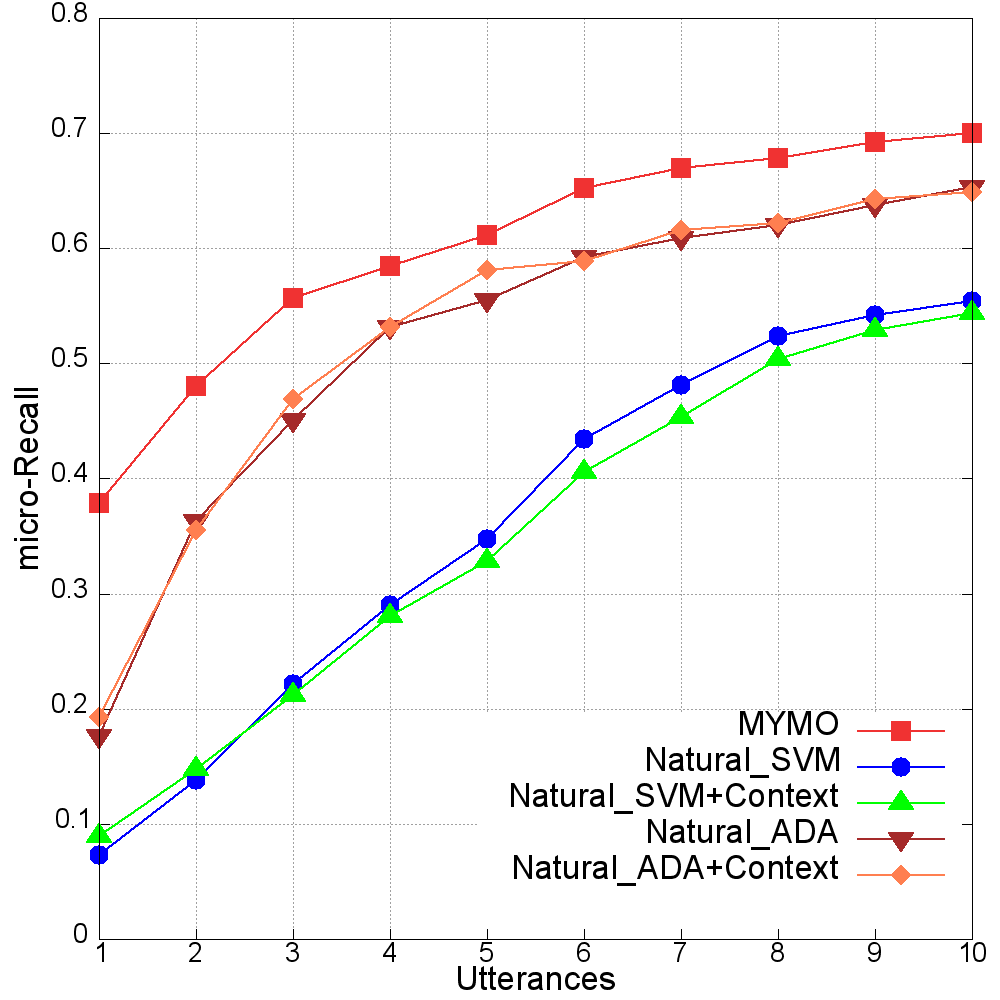 0.8
0.7
0.6
0.5
0.4
0.3
0.2
0.1
0
micro-Recall
MYMO
Natural_SVM
Natural_SVM+Context
Natural_ADA
Natural_ADA+Context
1 2 3 4 5 6 7 8 9 10
Utterances